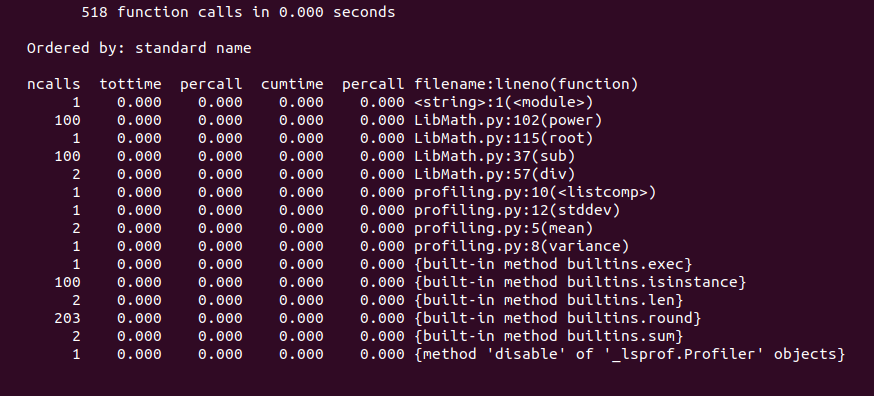 518 function calls in 0.000 seconds
Ordered by: standard name
ncalls tottime percall cumtime percall filename:lineno(function)
1 0.000 0.000 0.000 0.000 <string>:1(<module>)
100 0.000 0.000 0.000 0.000 LibMath.py:102(power)
1 0.000 0.000 0.000 0.000 LibMath.py:115(root)
100 0.000 0.000 0.000 0.000 LibMath.py:37(sub)
2 0.000 0.000 0.000 0.000 LibMath.py:57(div)
1 0.000 0.000 0.000 0.000 profiling.py:10(<listcomp>)
1 0.000 0.000 0.000 0.000 profiling.py:12(stddev)
2 0.000 0.000 0.000 0.000 profiling.py:5(mean)
1 0.000 0.000 0.000 0.000 profiling.py:8(variance)
1 0.000 0.000 0.000 0.000 {built-in method builtins.exec}
100 0.000 0.000 0.000 0.000 {built-in method builtins.isinstance}
2 0.000 0.000 0.000 0.000 {built-in method builtins.len}
203 0.000 0.000 0.000 0.000 {built-in method builtins.round}
2 0.000 0.000 0.000 0.000 {built-in method builtins.sum}
1 0.000 0.000 0.000 0.000 {method 'disable' of '_lsprof.Profiler' objects}